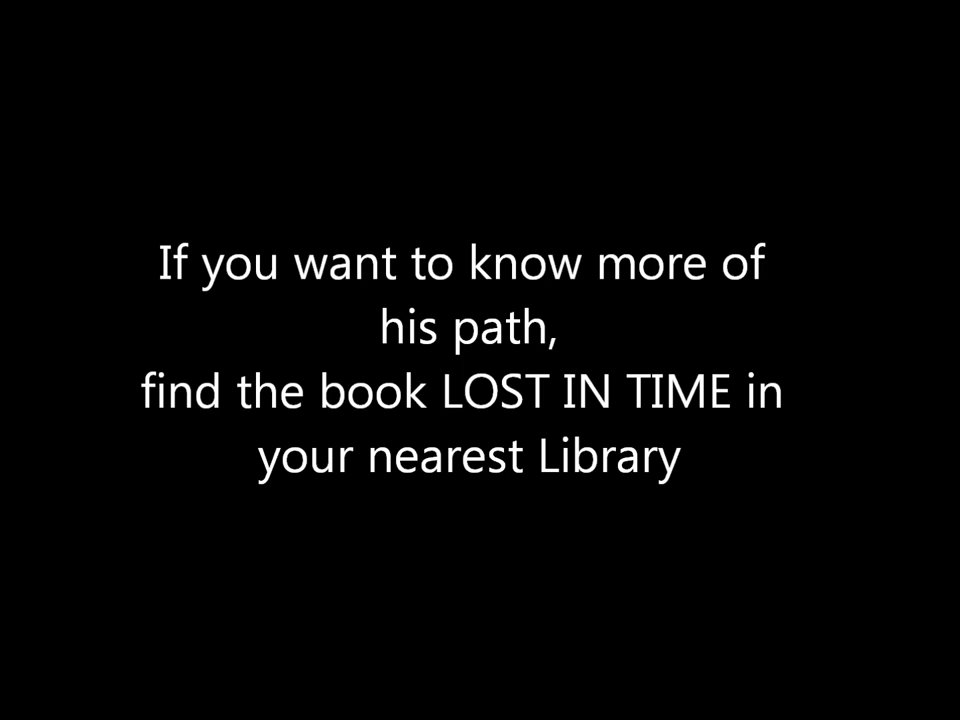 If you want to know more of
his path,
find the book LOST IN TIME in
your nearest Library